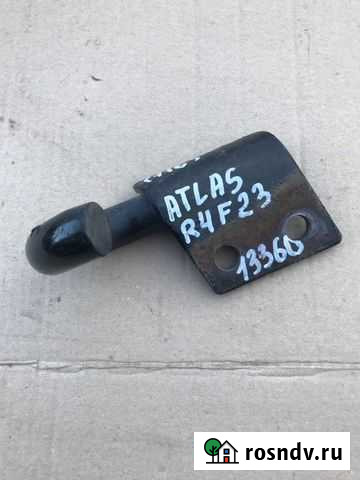 ATLAS
R4F23
13360
rosndv.ru